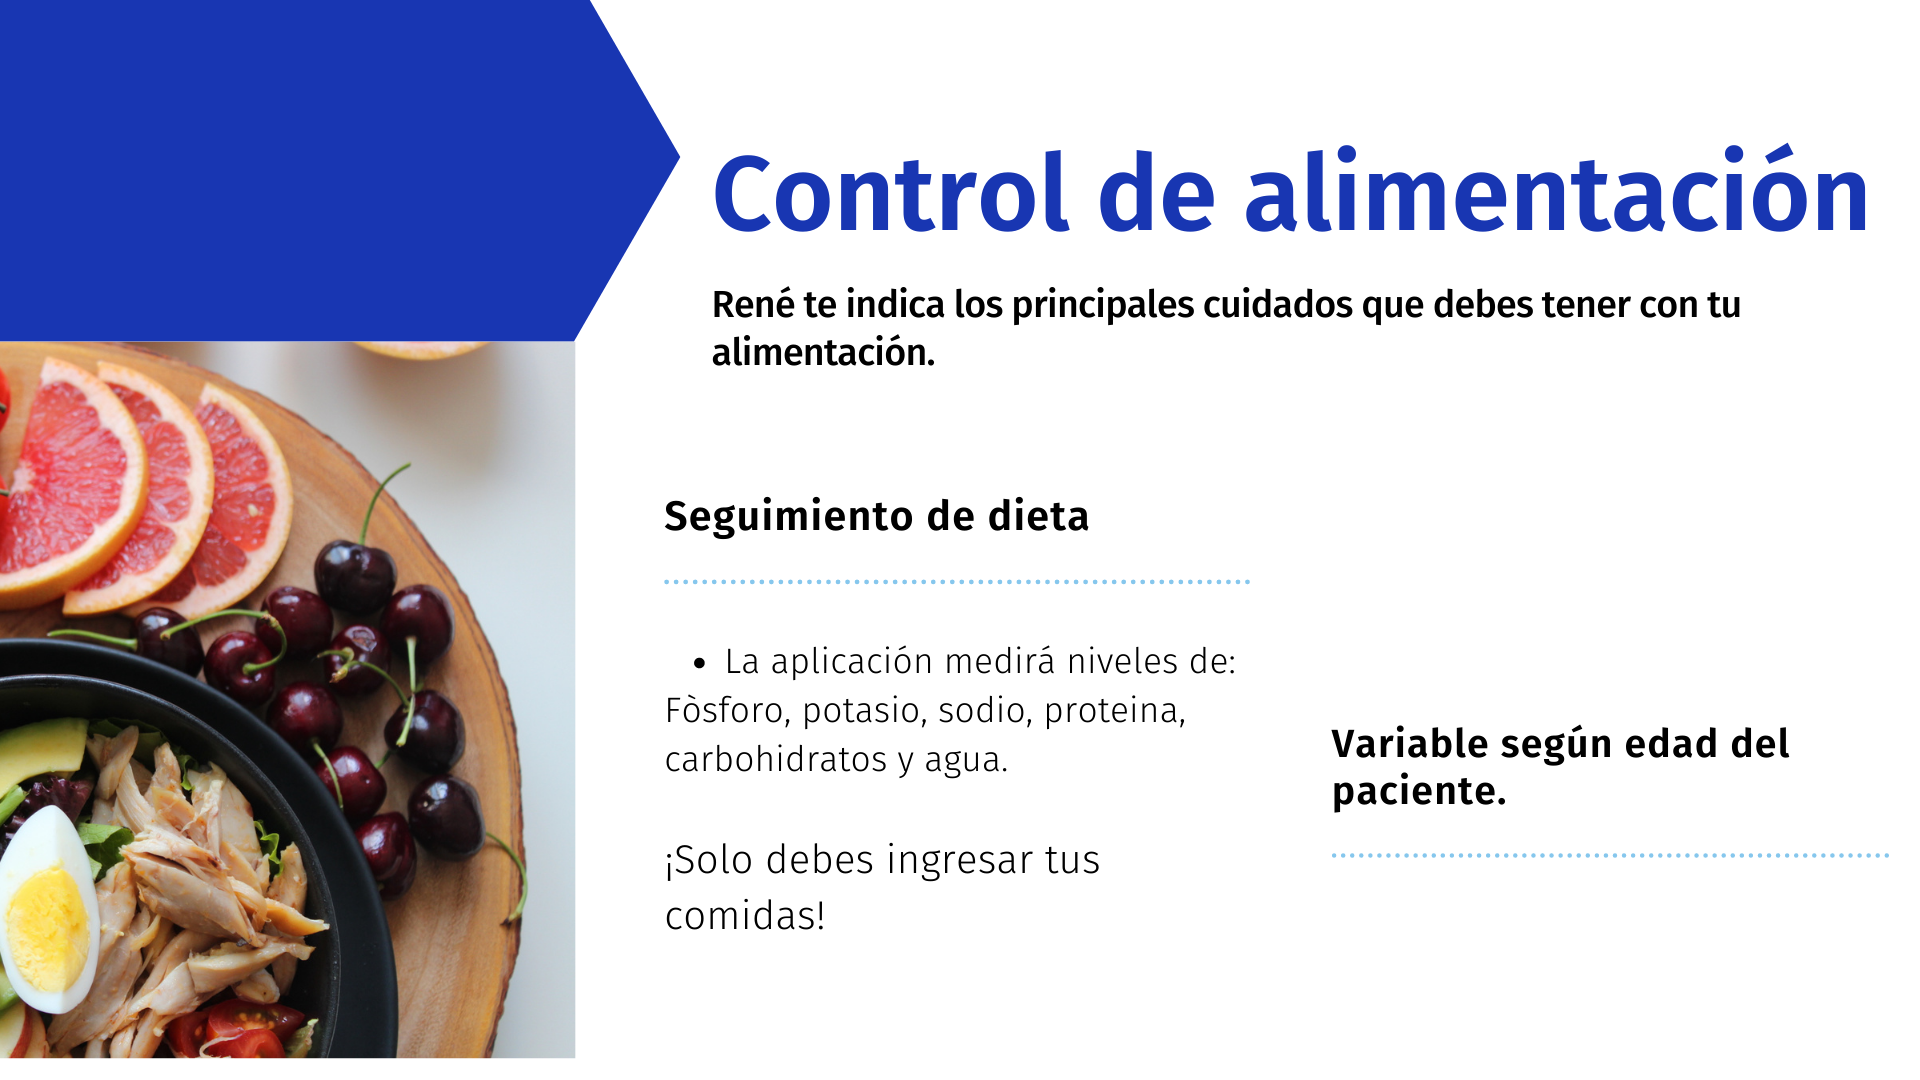 Control de alimentación
René te indica los principales cuidados que debes tener con tu
alimentación.
Seguimiento de dieta
• La aplicación medirá niveles de:
Fòsforo, potasio, sodio, proteina,
carbohidratos y agua.
¡Solo debes ingresar tus
comidas!
Variable según edad del
paciente.